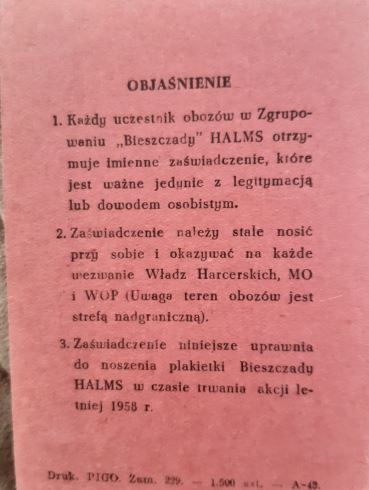 OBJAŚNIENIE
1. Każdy uczestnik obozów w Zgrupo-
waniu „Bieszczady" HALMS otrzy-
muje imienne zaświadczenie, które
jest ważne jedynie z legitymacją
lub dowodem osobistym.
2. Zaświadczenie należy stale nosić
przy sobie i okazywać na każde
wezwanie Władz Harcerskich, MO
i WOP (Uwaga teren obozów jest
strefą nadgraniczną).
3. Zaświadczenie niniejsze uprawnia
do noszenia plakietki Bieszczady
HALMS w czasie trwania akcji le-
tniej 1958 r.
Druk. PIGO. Zam. 229. — 1.500 szt. — A-43.